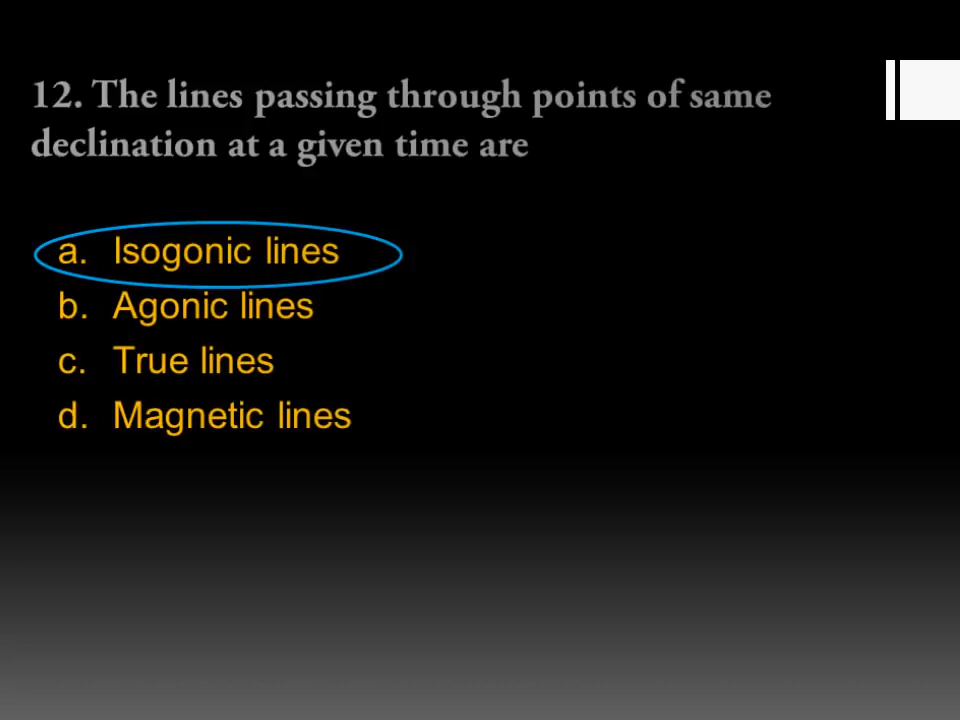 12. The lines passing through points of same
declination at a given time are
a. Isogonic lines
b. Agonic lines
c. True lines
d. Magnetic lines